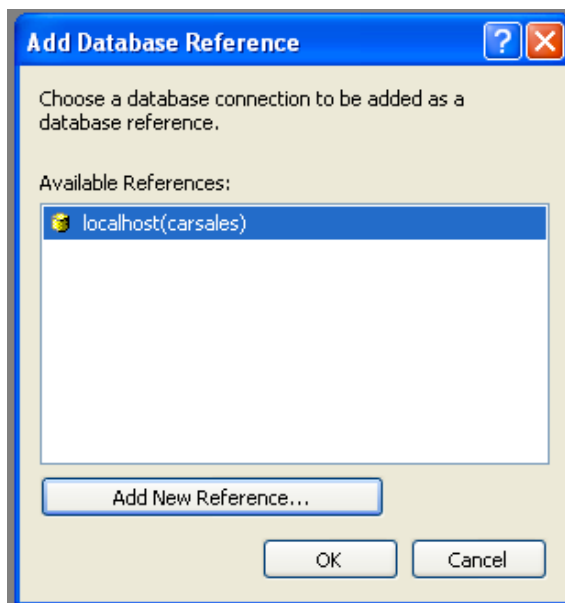 Add Database Reference
?
Choose a database connection to be added as a
database reference.
Available References:
localhost(carsales)
Add New Reference...
OK
Cancel